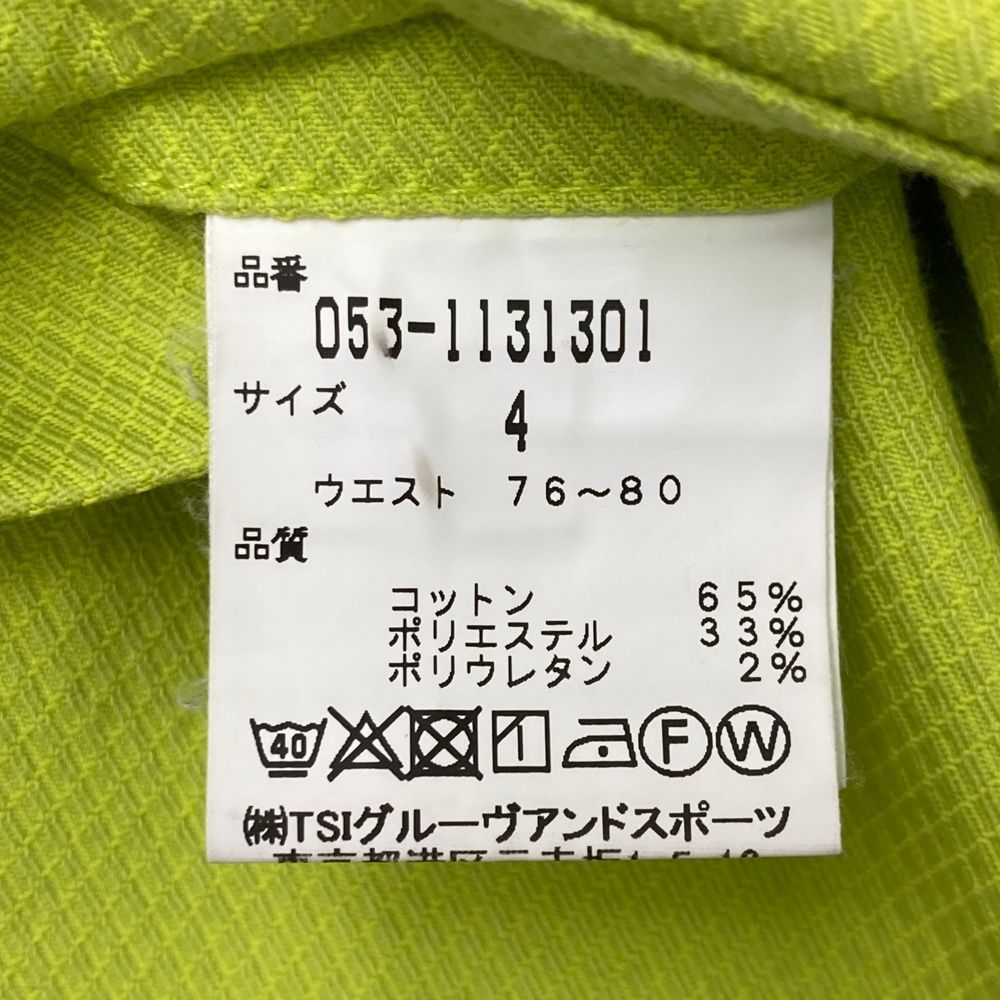 品番
053-1131301
サイズ
4
ウエスト 76～80
品質
コットン 65%
ポリエステル 33%
ポリウレタン 2%
40 F W
㈱TSIグルーヴアンドスポーツ